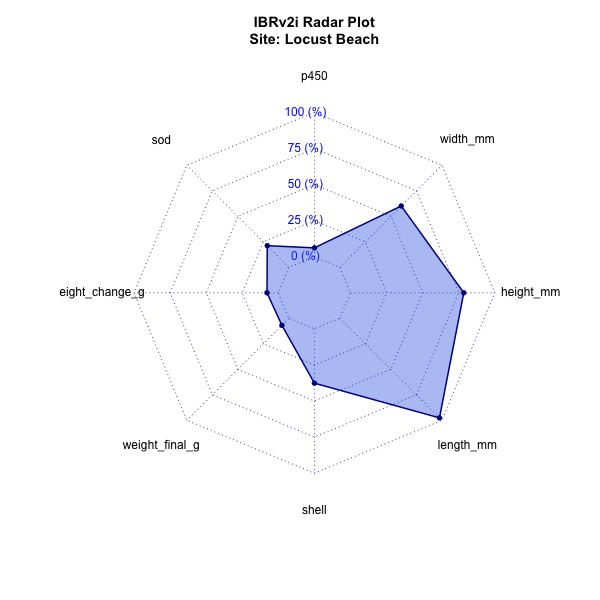 IBRv2i Radar Plot
Site: Locust Beach
p450
100 (%)
sod
width_mm
75 (%)
50 (%)
25 (%)
0 (%)
eight_change_g
height_mm
weight_final_g
length_mm
shell